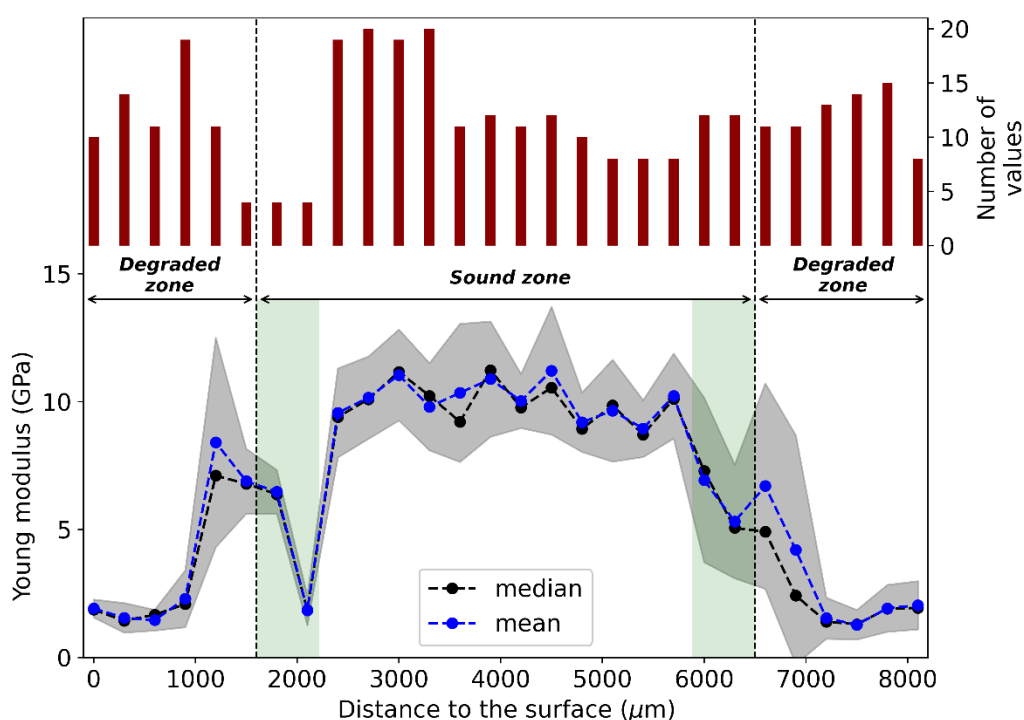 20
15
10
5
0
Number of
values
Degraded
zone
Sound zone
Degraded
zone
15
10
5
0
Young modulus (GPa)
median
mean
0 1000 2000 3000 4000 5000 6000 7000 8000
Distance to the surface (μm)